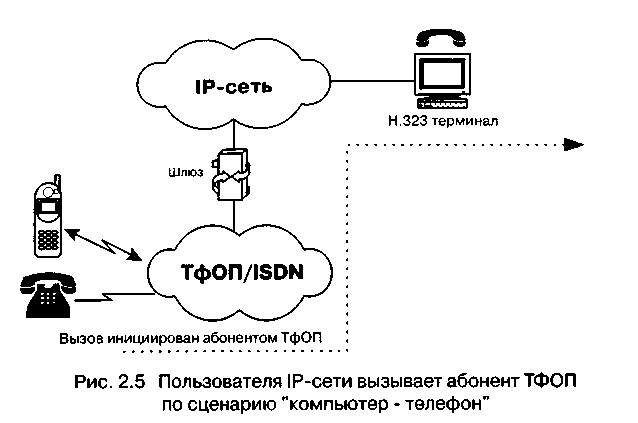 IP-сеть
H.323 терминал
Шлюз
ТфОП/ISDN
Вызов инициирован абонентом ТфОП
Рис. 2.5 Пользователя IP-сети вызывает абонент ТФОП
по сценарию "компьютер - телефон"